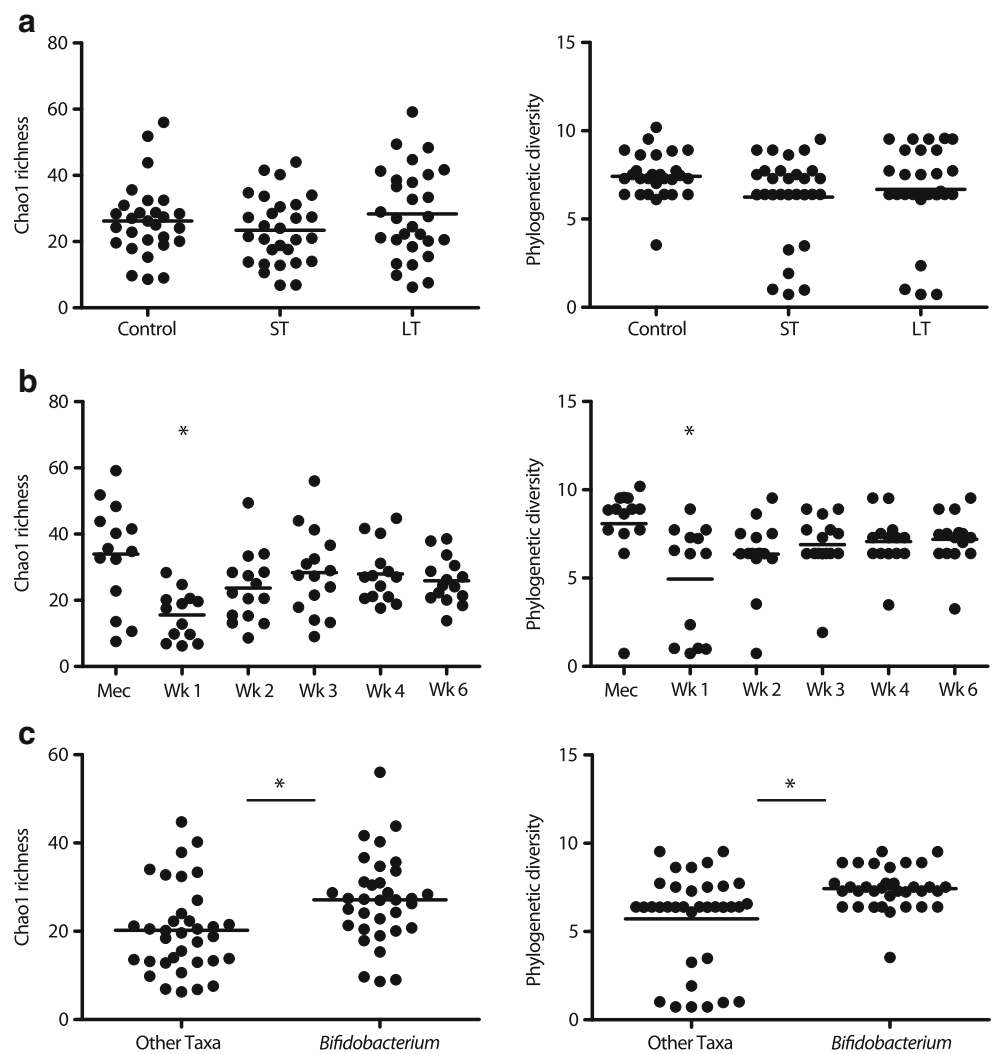 a
80
60
40
20
0
Chao1 richness
Control ST LT
15
10
5
0
Phylogenetic diversity
Control ST LT
b
80
60
40
20
0
Chao1 richness
*
Mec Wk 1 Wk 2 Wk 3 Wk 4 Wk 6
15
10
5
0
Phylogenetic diversity
*
Mec Wk 1 Wk 2 Wk 3 Wk 4 Wk 6
c
60
40
20
0
Chao1 richness
*
Other Taxa Bifidobacterium
15
10
5
0
Phylogenetic diversity
*
Other Taxa Bifidobacterium